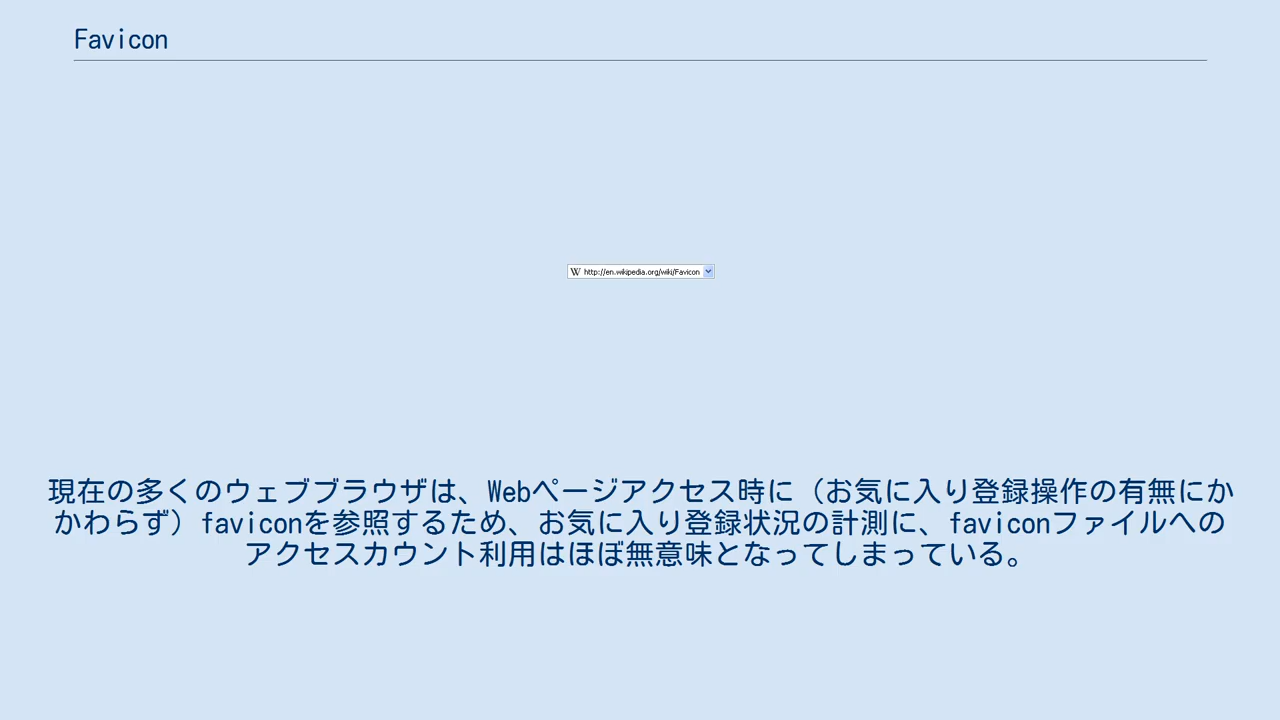 Favicon
W http://en.wikipedia.org/wiki/Favicon
現在の多くのウェブブラウザは、Webページアクセス時に（お気に入り登録操作の有無にか
かわらず）faviconを参照するため、お気に入り登録状況の計測に、faviconファイルへの
アクセスカウント利用はほぼ無意味となってしまっている。